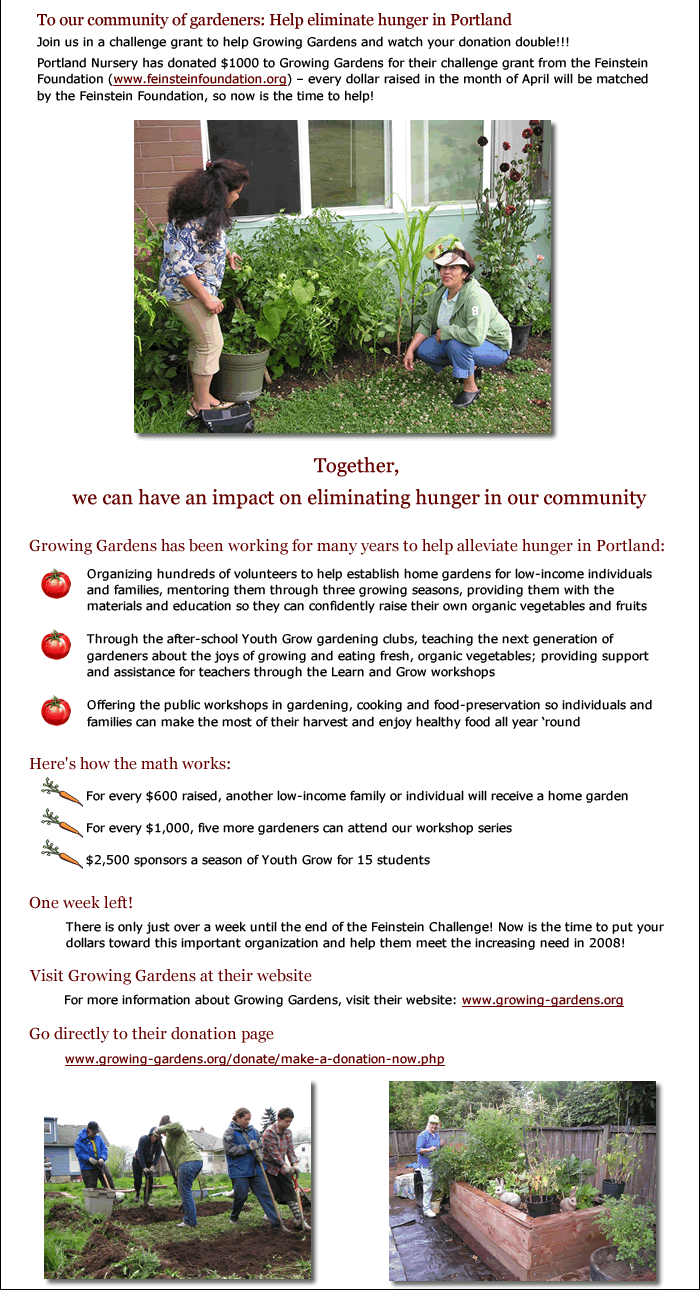 To our community of gardeners: Help eliminate hunger in Portland
Join us in a challenge grant to help Growing Gardens and watch your donation double!!!
Portland Nursery has donated $1000 to Growing Gardens for their challenge grant from the Feinstein
Foundation (www.feinsteinfoundation.org) – every dollar raised in the month of April will be matched
by the Feinstein Foundation, so now is the time to help!
Together,
we can have an impact on eliminating hunger in our community
Growing Gardens has been working for many years to help alleviate hunger in Portland:
Organizing hundreds of volunteers to help establish home gardens for low-income individuals
and families, mentoring them through three growing seasons, providing them with the
materials and education so they can confidently raise their own organic vegetables and fruits
Through the after-school Youth Grow gardening clubs, teaching the next generation of
gardeners about the joys of growing and eating fresh, organic vegetables; providing support
and assistance for teachers through the Learn and Grow workshops
Offering the public workshops in gardening, cooking and food-preservation so individuals and
families can make the most of their harvest and enjoy healthy food all year ‘round
Here's how the math works:
For every $600 raised, another low-income family or individual will receive a home garden
For every $1,000, five more gardeners can attend our workshop series
$2,500 sponsors a season of Youth Grow for 15 students
One week left!
There is only just over a week until the end of the Feinstein Challenge! Now is the time to put your
dollars toward this important organization and help them meet the increasing need in 2008!
Visit Growing Gardens at their website
For more information about Growing Gardens, visit their website: www.growing-gardens.org
Go directly to their donation page
www.growing-gardens.org/donate/make-a-donation-now.php